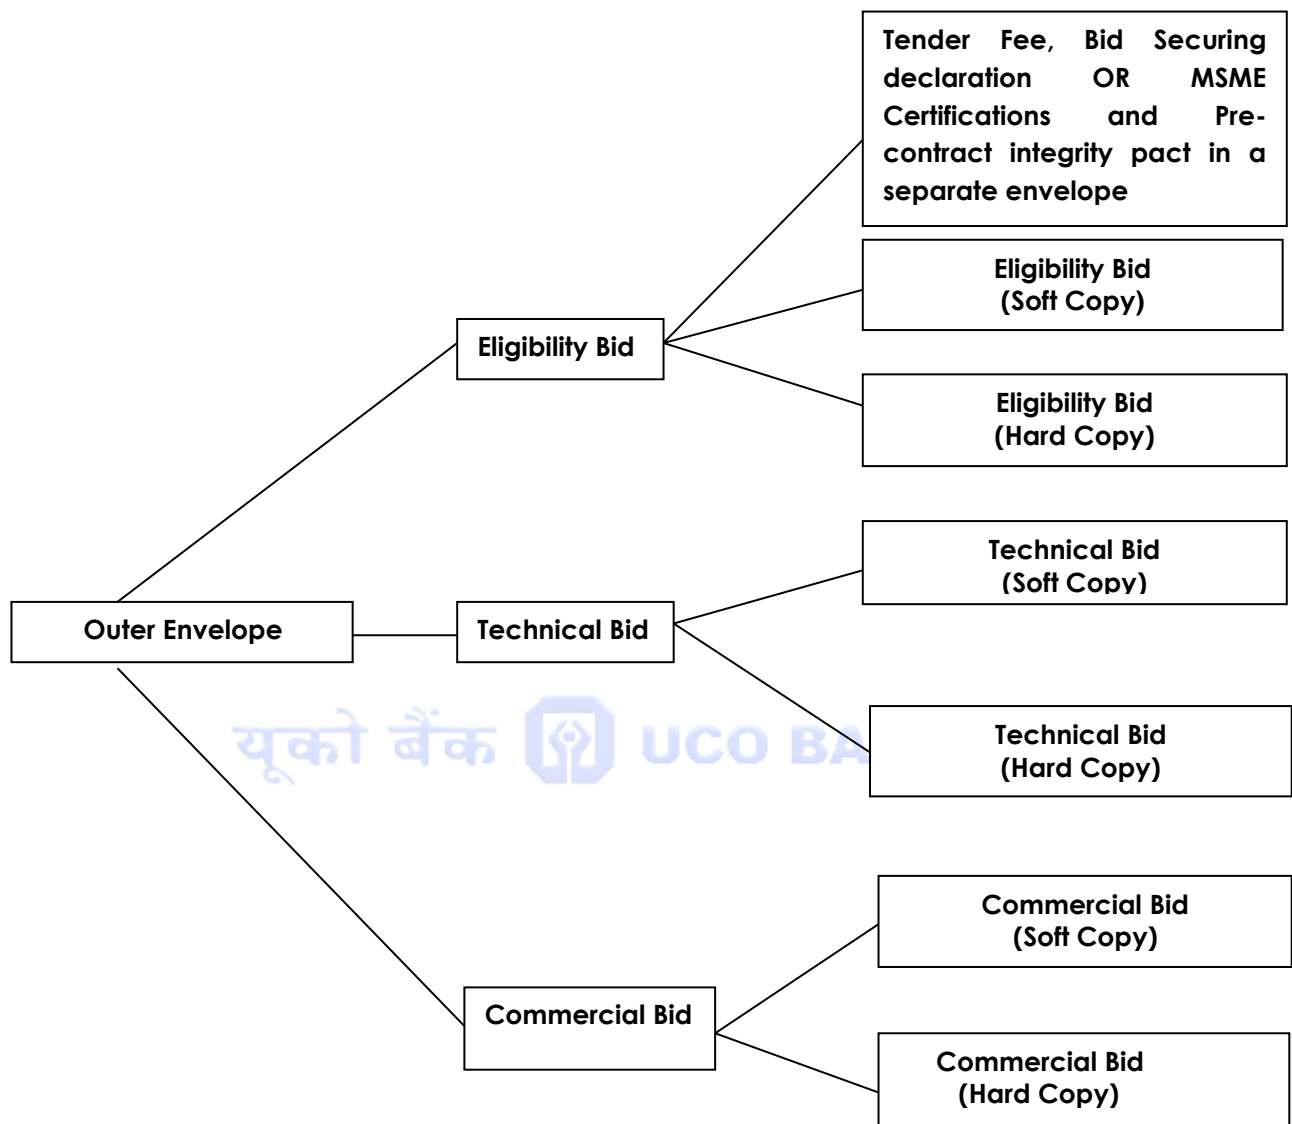 Tender Fee, Bid Securing
declaration OR MSME
Certifications and Pre-
contract integrity pact in a
separate envelope
Eligibility Bid
(Soft Copy)
Eligibility Bid
Eligibility Bid
(Hard Copy)
Technical Bid
(Soft Copy)
Outer Envelope
Technical Bid
यूको बैंक UCO BA
Technical Bid
(Hard Copy)
Commercial Bid
(Soft Copy)
Commercial Bid
Commercial Bid
(Hard Copy)